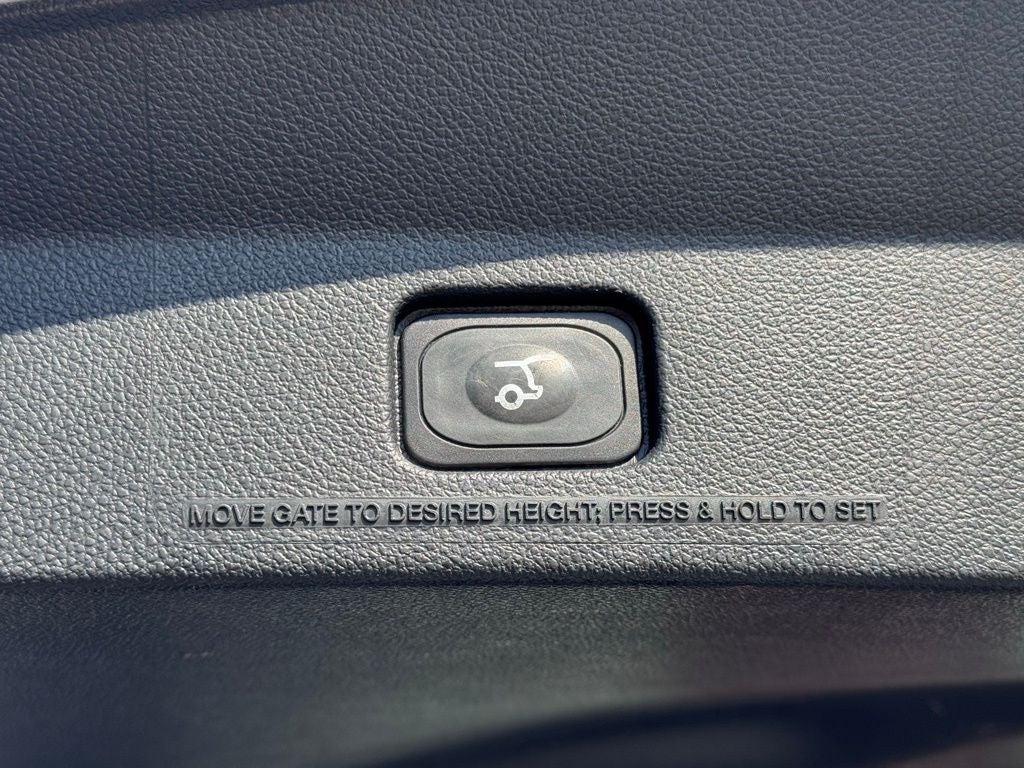 MOVE GATE TO DESIRED HEIGHT; PRESS & HOLD TO SET